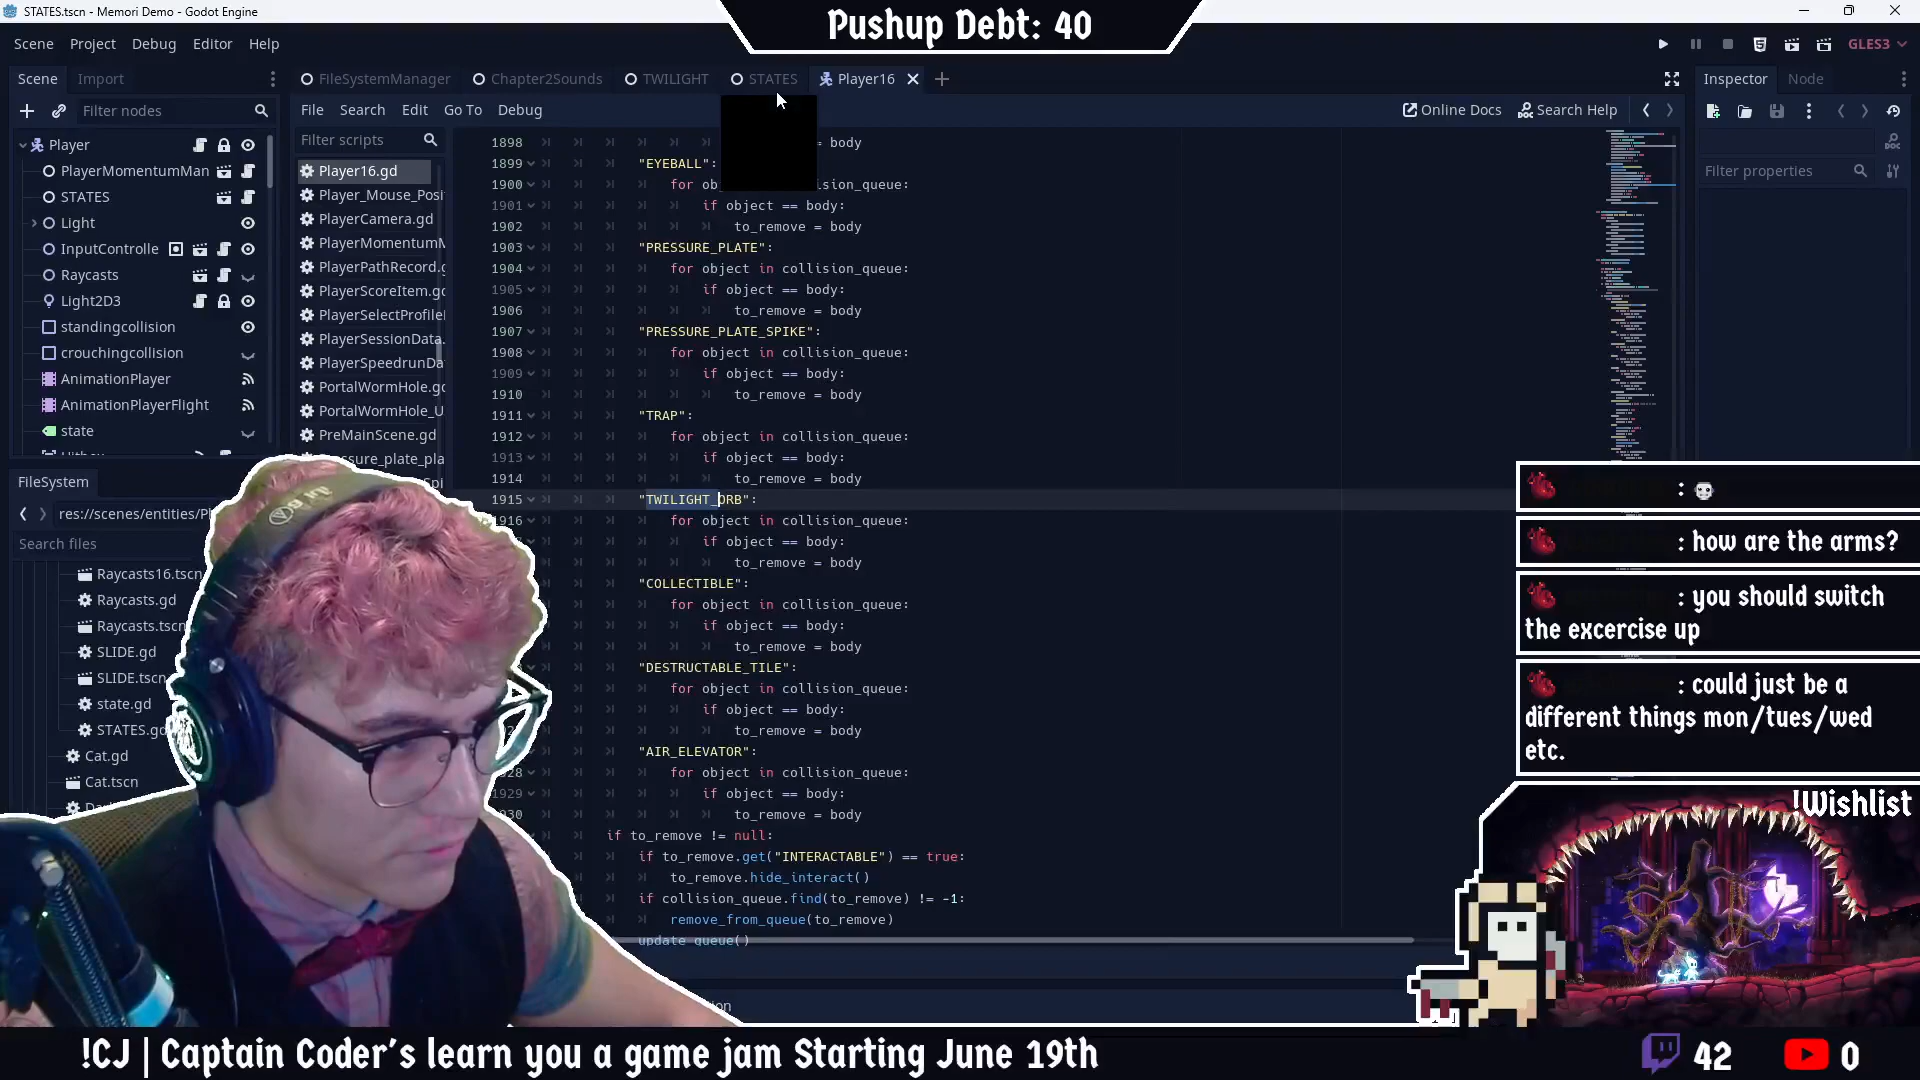 STATES.tscn - Memori Demo - Godot Engine
Pushup Debt: 40
Scene Project Debug Editor Help
GLES3
Scene Import
FileSystemManager Chapter2Sounds TWILIGHT STATES Player16
Inspector Node
Filter nodes
File Search Edit Go To Debug
Online Docs Search Help
Filter scripts
Filter properties
Player
PlayerMomentumMan
STATES
Light
InputControlle
Raycasts
Light2D3
standingcollision
crouchingcollision
AnimationPlayer
AnimationPlayerFlight
state
Player16.gd
Player_Mouse_Posi
PlayerCamera.gd
PlayerMomentumM
PlayerPathRecord.g
PlayerScoreItem.gd
PlayerSelectProfile
PlayerSessionData.
PlayerSpeedrunDa
PortalWormHole.gd
PortalWormHole_U
PreMainScene.gd
essure_plate_pla
1898 = body
1899 "EYEBALL":
1900 for ob collision_queue:
1901 if object == body:
1902 to_remove = body
1903 "PRESSURE_PLATE":
1904 for object in collision_queue:
1905 if object == body:
1906 to_remove = body
1907 "PRESSURE_PLATE_SPIKE":
1908 for object in collision_queue:
1909 if object == body:
1910 to_remove = body
1911 "TRAP":
1912 for object in collision_queue:
1913 if object == body:
1914 to_remove = body
1915 "TWILIGHT_ORB":
1916 for object in collision_queue:
if object == body:
to_remove = body
"COLLECTIBLE":
for object in collision_queue:
if object == body:
to_remove = body
"DESTRUCTABLE_TILE":
for object in collision_queue:
if object == body:
to_remove = body
"AIR_ELEVATOR":
928 for object in collision_queue:
1929 if object == body:
930 to_remove = body
if to_remove != null:
if to_remove.get("INTERACTABLE") == true:
to_remove.hide_interact()
if collision_queue.find(to_remove) != -1:
remove_from_queue(to_remove)
update_queue()
FileSystem
res://scenes/entities/Pl
Search files
Raycasts16.tscn
Raycasts.gd
Raycasts.tscn
SLIDE.gd
SLIDE.tscn
state.gd
STATES.gd
Cat.gd
Cat.tscn
:
: how are the arms?
: you should switch
the excercise up
: could just be a
different things mon/tues/wed
etc.
!Wishlist
!CJ | Captain Coder's learn you a game jam Starting June 19th
42
0